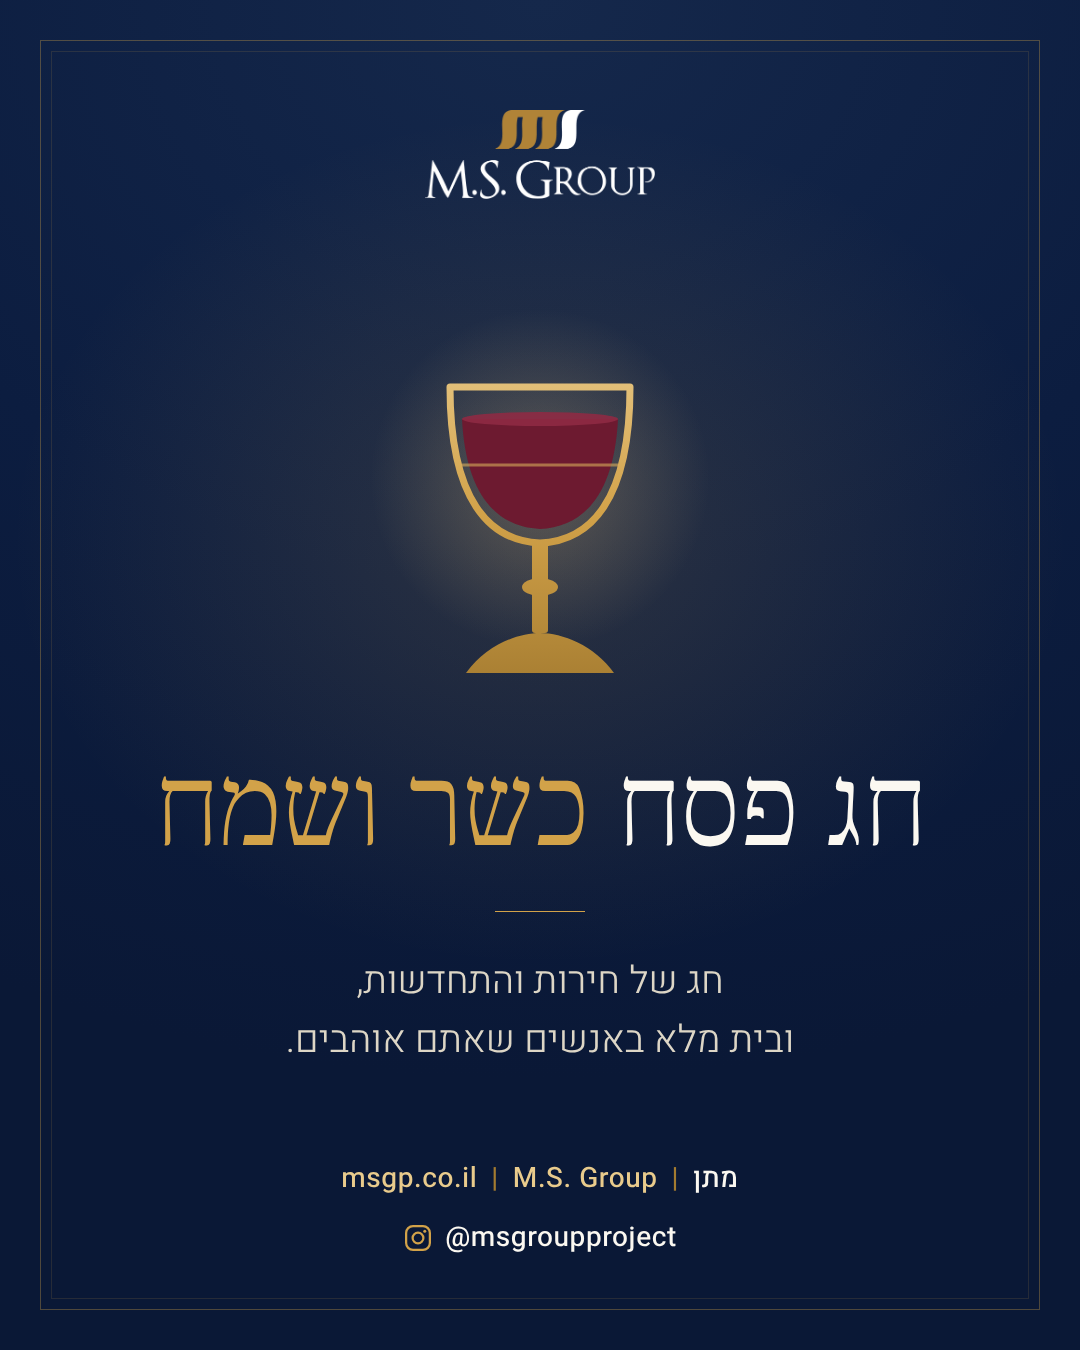 M.S. GROUP
חג פסח כשר ושמח
חג של חירות והתחדשות,
ובית מלא באנשים שאתם אוהבים.
מתן | M.S. Group | msgp.co.il
@msgroupproject